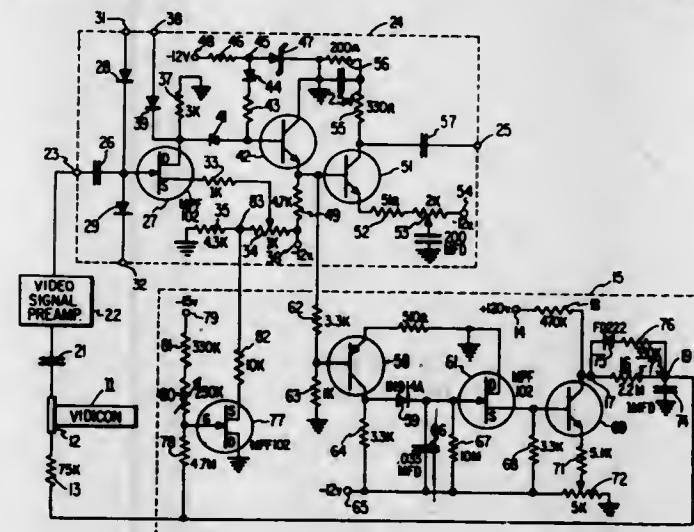 31
38
24
48
46
45
47
-12V
200Ω
28
37
44
56
3K
43
330Ω
55
57
39
41
26
42
25
23
D
S
33
51
1K
MPF
102
27
4.7K
49
51Ω
2K
54
29
35
83
52
53
-12V
4.3K
34
1K
36
-12V
200
MFD
32
15
VIDEO
SIGNAL
PREAMP.
22
-15V
79
+120V
18
62
510Ω
14
470K
FD222
76
82
3.3K
75
81
330K
58
61
MPF
102
D
S
16
19
21
10K
2.2M
17
80
250K
63
1K
1N914A
1MFD
74
11
77
59
69
VIDICON
G
S
D
66
12
78
MPF102
64
3.3K
67
3.3K
71
5.1K
.033
MFD
10M
68
75K
4.7M
72
13
-12V
65
5K